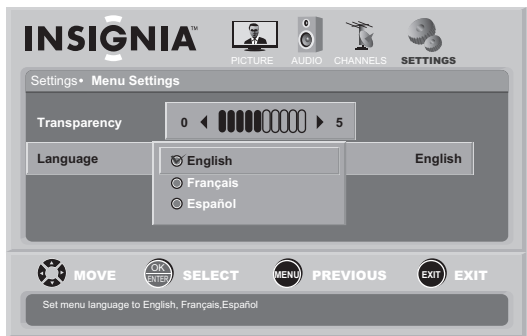 INSIGNIA™
PICTURE AUDIO CHANNELS SETTINGS
Settings• Menu Settings
Transparency 0 5
Language English
English
Français
Español
MOVE OK/ENTER SELECT MENU PREVIOUS EXIT EXIT
Set menu language to English, Français,Español